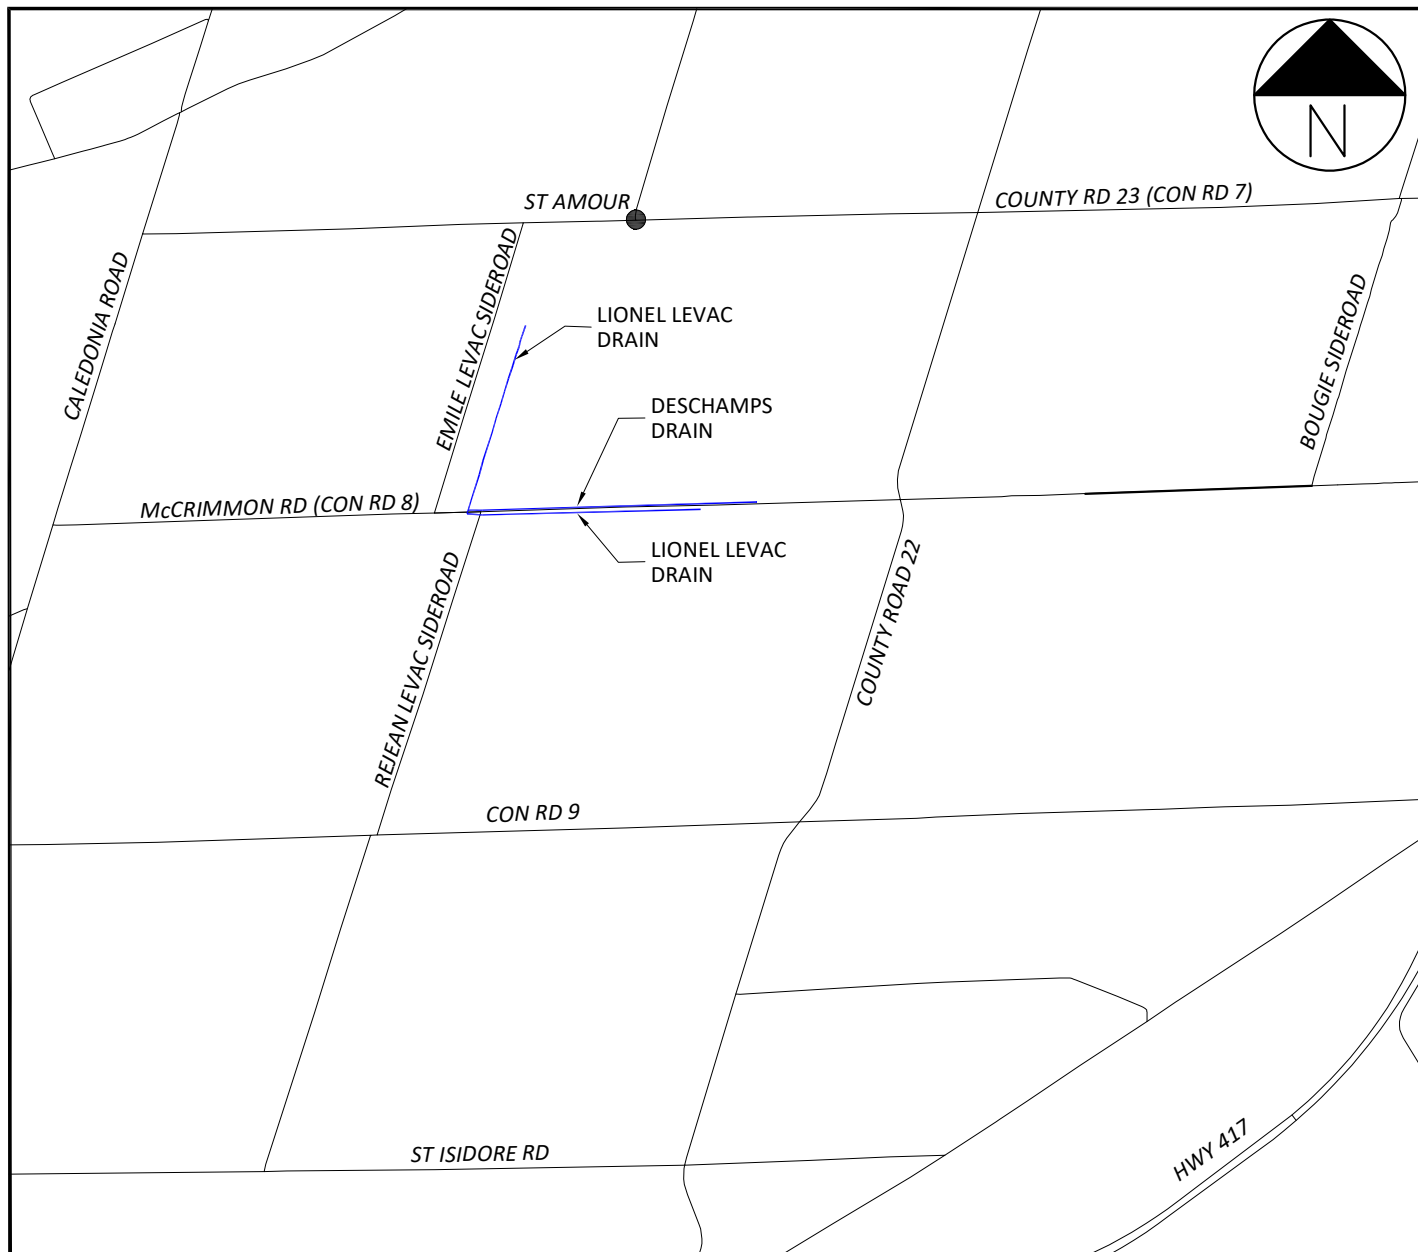 N
ST AMOUR
COUNTY RD 23 (CON RD 7)
CALEDONIA ROAD
EMILE LEVAC SIDEROAD
LIONEL LEVAC
DRAIN
BOUGIE SIDEROAD
DESCHAMPS
DRAIN
McCRIMMON RD (CON RD 8)
LIONEL LEVAC
DRAIN
REJEAN LEVAC SIDEROAD
COUNTY ROAD 22
CON RD 9
ST ISIDORE RD
HWY 417